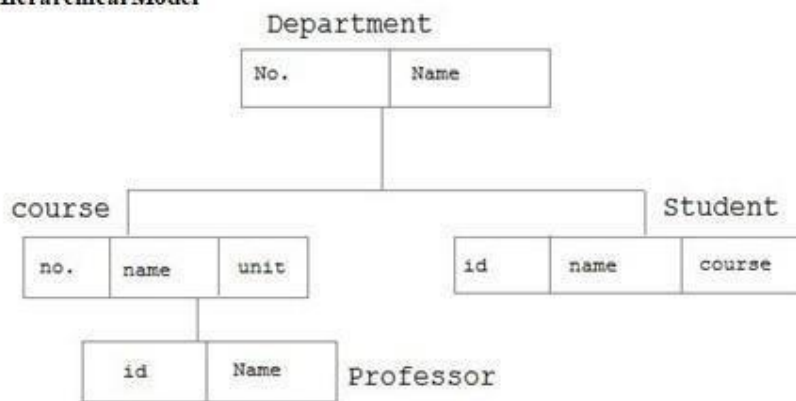 Department
No. Name
course Student
no. name unit id name course
id Name Professor